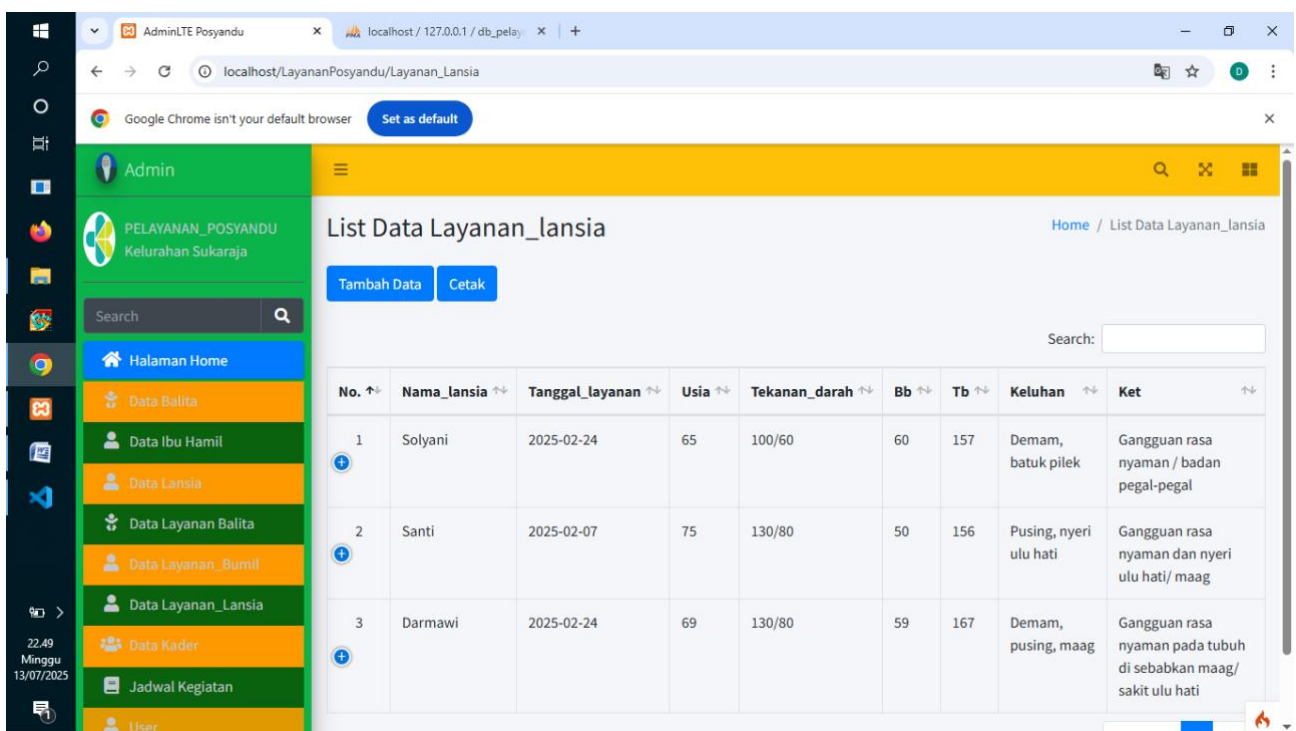 AdminLTE Posyandu
localhost / 127.0.0.1 / db_pelay
localhost/LayananPosyandu/Layanan_Lansia
D
Google Chrome isn't your default browser
Set as default
Admin
PELAYANAN_POSYANDU
Kelurahan Sukaraja
Search
Halaman Home
Data Balita
Data Ibu Hamil
Data Lansia
Data Layanan Balita
Data Layanan_Bumil
Data Layanan_Lansia
Data Kader
Jadwal Kegiatan
User
22.49
Minggu
13/07/2025
1
List Data Layanan_lansia
Home / List Data Layanan_lansia
Tambah Data
Cetak
Search:
No. Nama_lansia Tanggal_layanan Usia Tekanan_darah Bb Tb Keluhan Ket
1 Solyani 2025-02-24 65 100/60 60 157 Demam, Gangguan rasa
batuk pilek nyaman / badan
pegal-pegal
2 Santi 2025-02-07 75 130/80 50 156 Pusing, nyeri Gangguan rasa
ulu hati nyaman dan nyeri
ulu hati/ maag
3 Darmawi 2025-02-24 69 130/80 59 167 Demam, Gangguan rasa
pusing, maag nyaman pada tubuh
di sebabkan maag/
sakit ulu hati